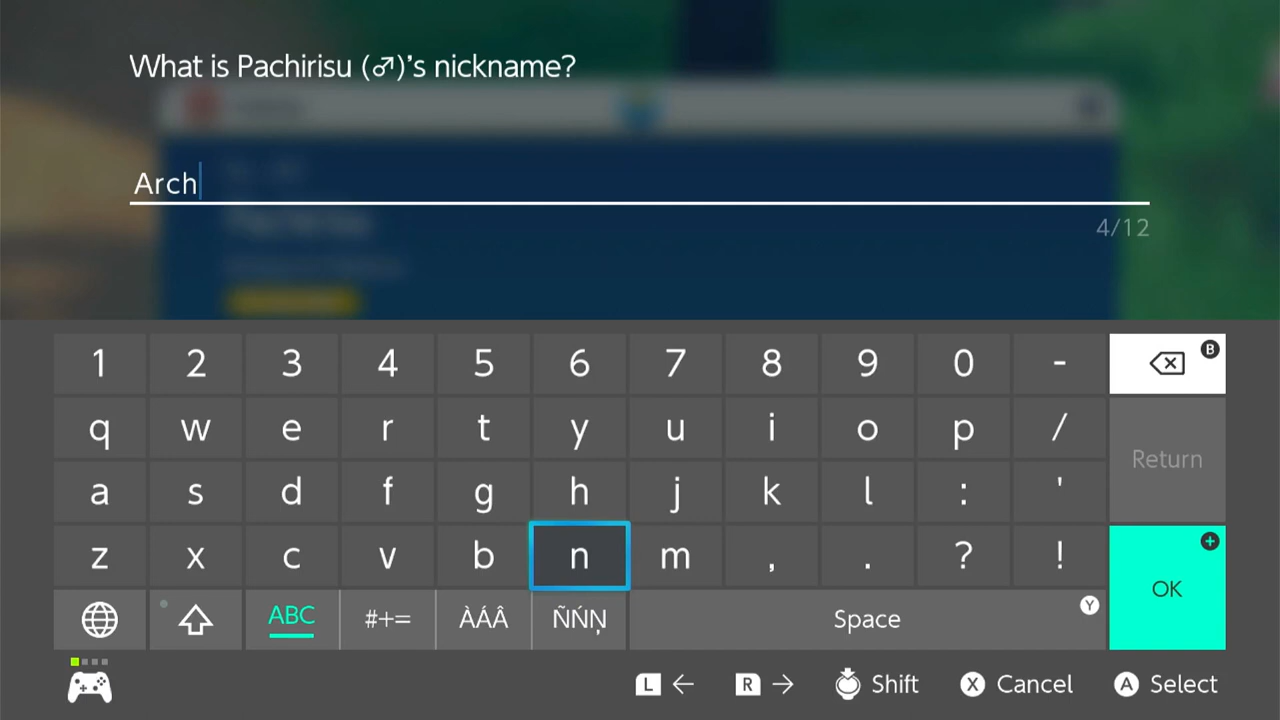 What is Pachirisu (♂)'s nickname?
Arch
4/12
1 2 3 4 5 6 7 8 9 0 - B
q w e r t y u i o p / Return
a s d f g h j k l : '
z x c v b n m , . ? ! + OK
ABC #+= ÀÁÂ ÑŃŅ Space Y
L ← R → Shift X Cancel A Select